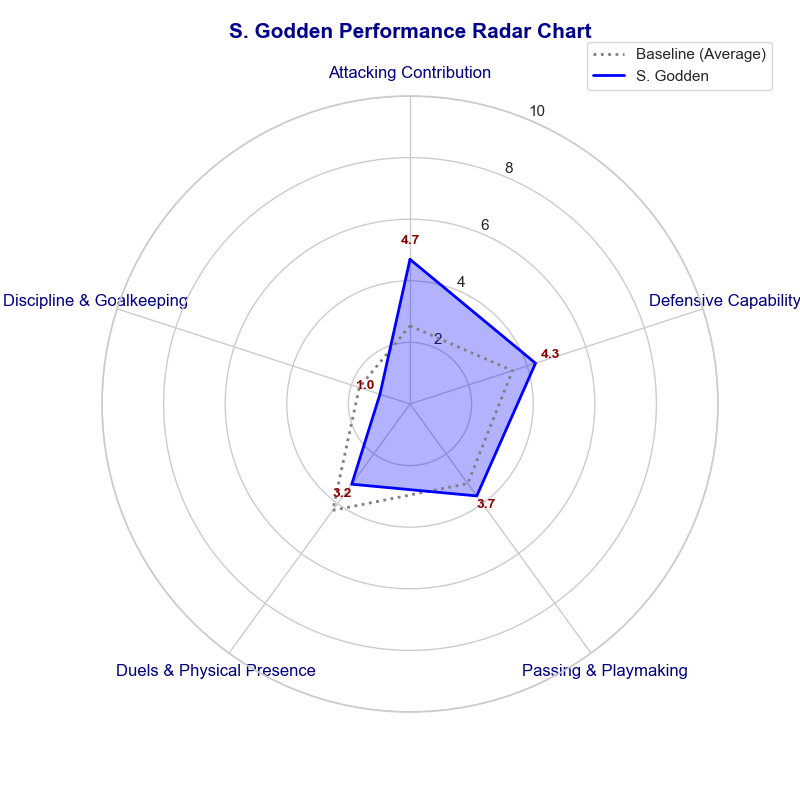 S. Godden Performance Radar Chart
Baseline (Average)
S. Godden
Attacking Contribution
10
8
6
4.7
4
2
Discipline & Goalkeeping
Defensive Capability
4.3
1.0
3.2
3.7
Duels & Physical Presence
Passing & Playmaking